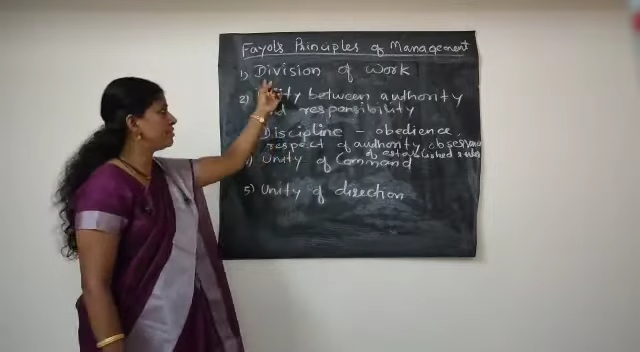 Fayol's Principles of Management
1) Division of work
2) Unity between authority
and responsibility
Discipline - obedience,
respect of authority, observance
of established rules
Unity of Command
5) Unity of direction